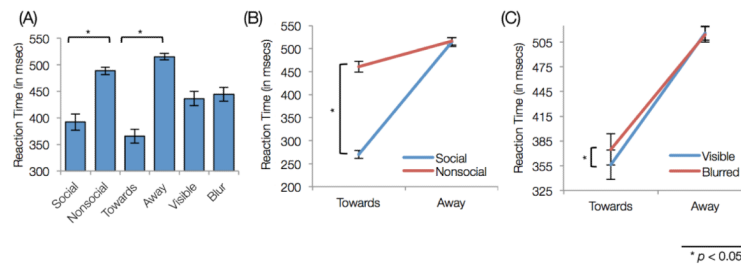 (A)
Reaction Time (in msec)
550
500
450
400
350
300
*
*
Social
Nonsocial
Towards
Away
Visible
Blur
(B)
Reaction Time (in msecs)
550
500
450
400
350
300
250
200
*
Social
Nonsocial
Towards
Away
(C)
Reaction Time (in msecs)
505
475
445
415
385
355
325
*
Visible
Blurred
Towards
Away
* p < 0.05